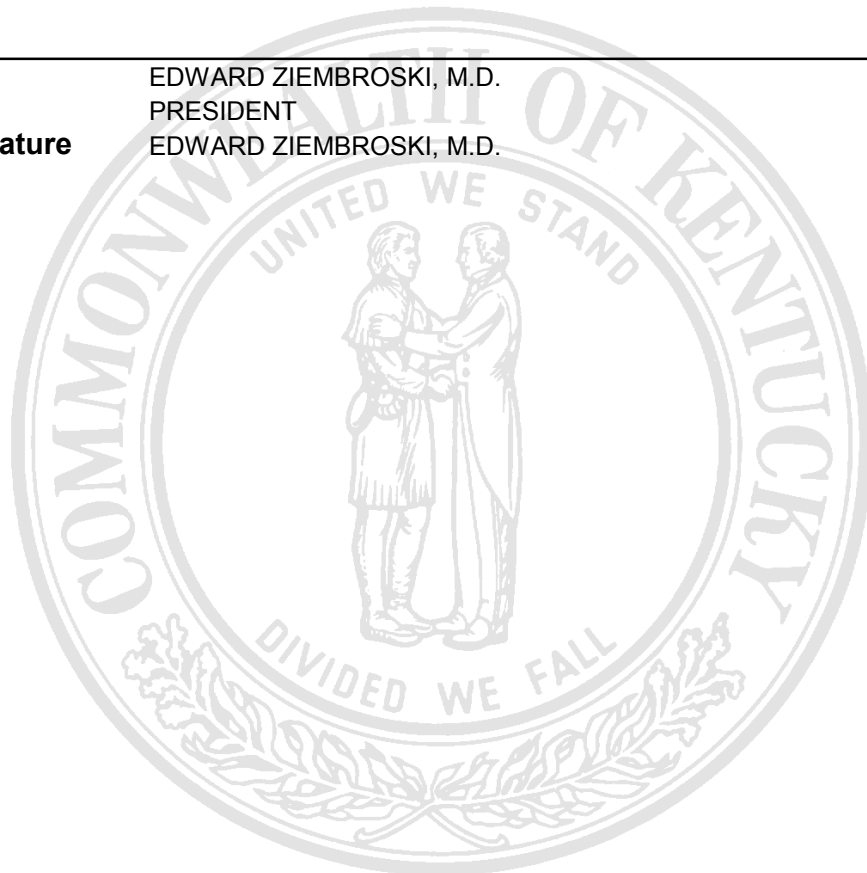 EDWARD ZIEMBROSKI, M.D.
PRESIDENT
ature EDWARD ZIEMBROSKI, M.D.
COMMONWEALTH OF KENTUCKY
UNITED WE STAND
DIVIDED WE FALL